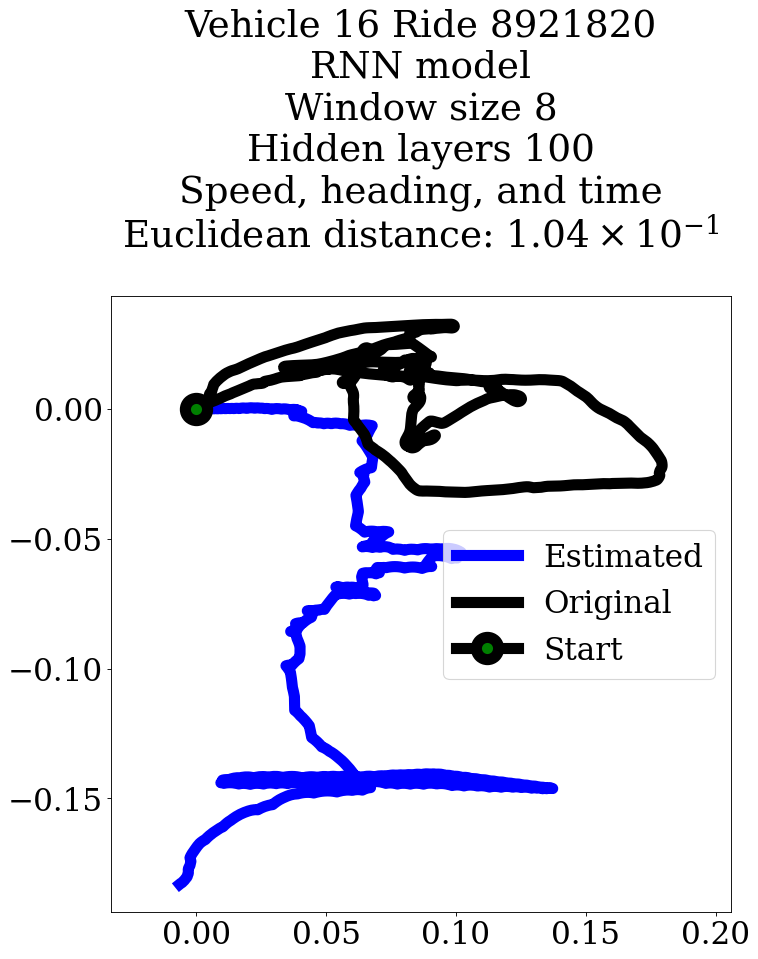 Vehicle 16 Ride 8921820
RNN model
Window size 8
Hidden layers 100
Speed, heading, and time
Euclidean distance: 1.04 × 10⁻¹
0.00
−0.05
−0.10
−0.15
Estimated
Original
Start
0.00 0.05 0.10 0.15 0.20